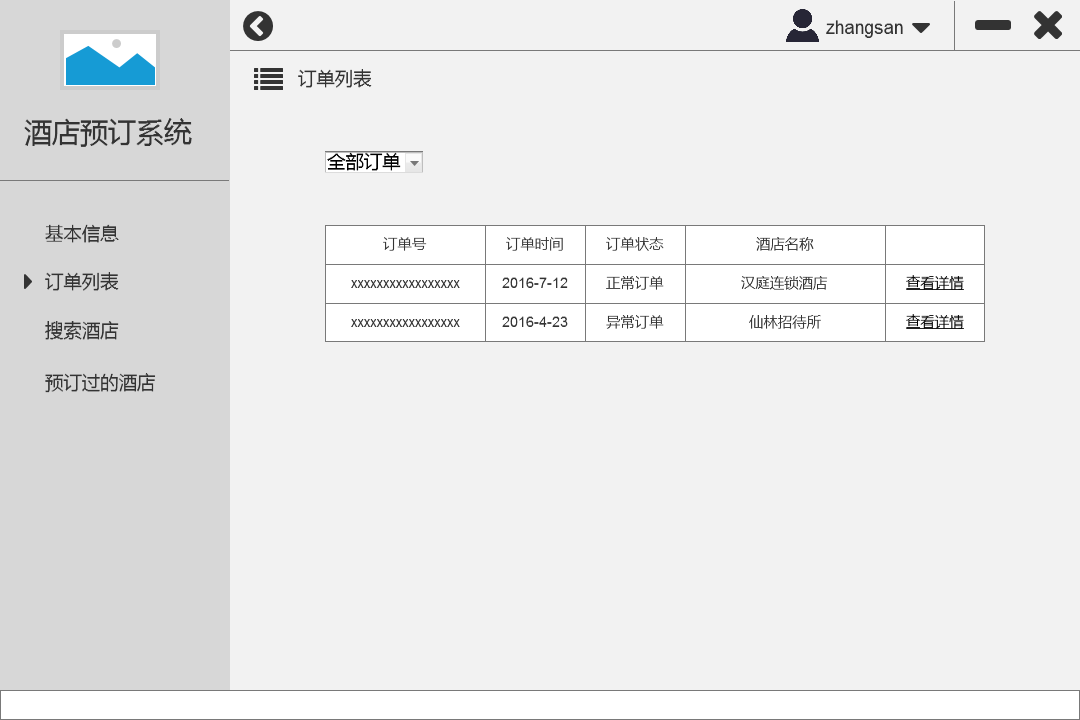 zhangsan
订单列表
酒店预订系统
基本信息
订单列表
搜索酒店
预订过的酒店
全部订单
订单号 订单时间 订单状态 酒店名称
xxxxxxxxxxxxxxxxx 2016-7-12 正常订单 汉庭连锁酒店 查看详情
xxxxxxxxxxxxxxxxx 2016-4-23 异常订单 仙林招待所 查看详情